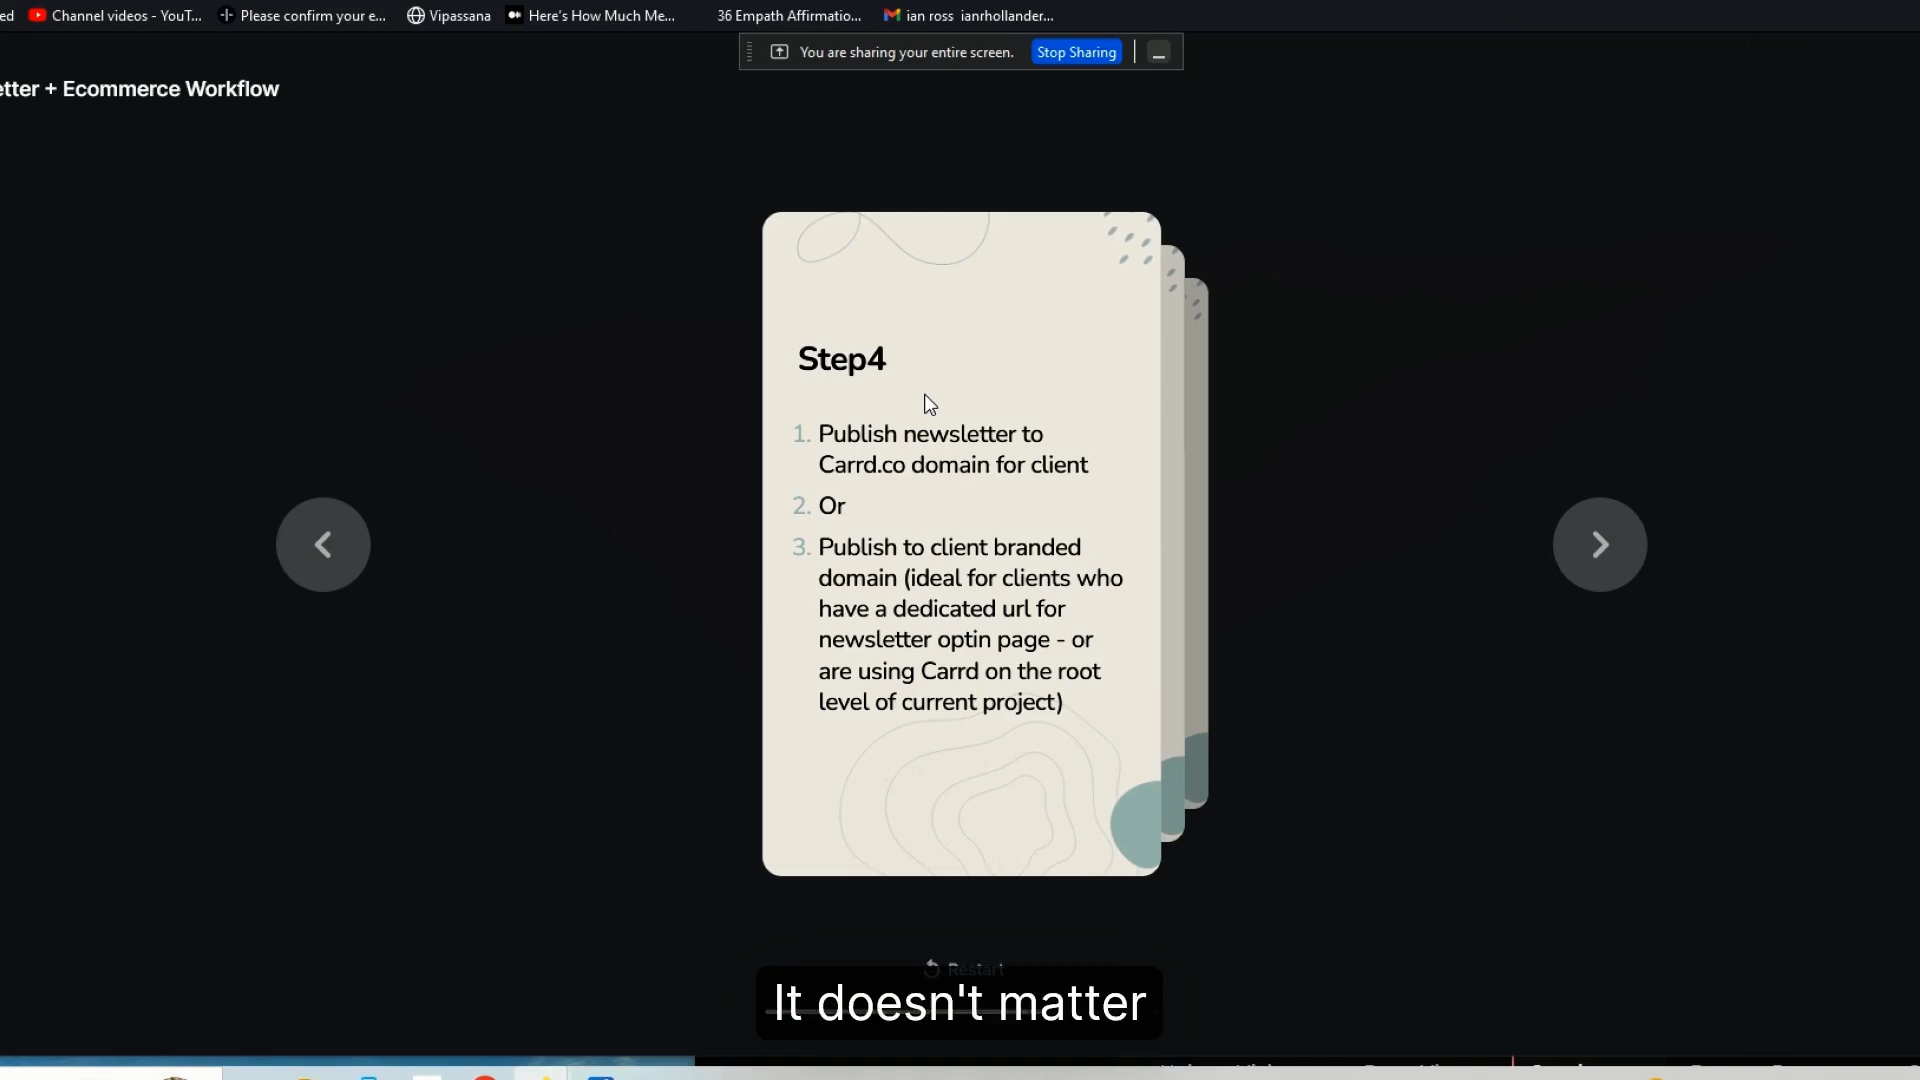 ed Channel videos - YouT... Please confirm your e... Vipassana Here's How Much Me... 36 Empath Affirmatio... ian ross ianrhollander...
You are sharing your entire screen. Stop Sharing
etter + Ecommerce Workflow
Step4
1. Publish newsletter to
Carrd.co domain for client
2. Or
3. Publish to client branded
domain (ideal for clients who
have a dedicated url for
newsletter optin page - or
are using Carrd on the root
level of current project)
Restart
It doesn't matter